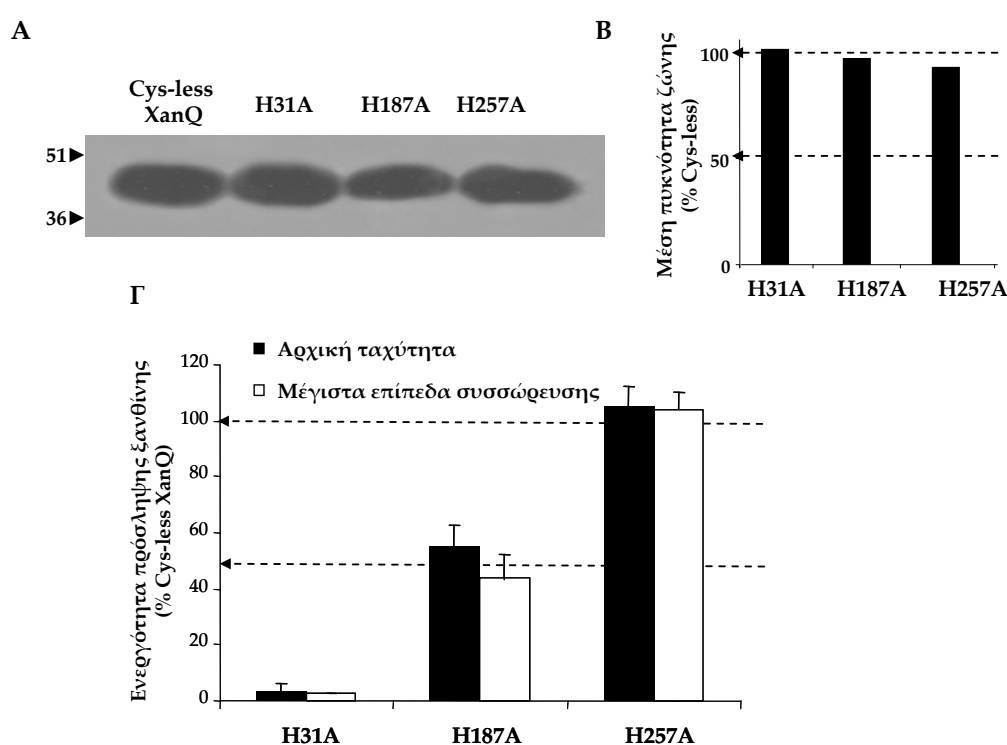 A
Cys-less
XanQ
H31A
H187A
H257A
51
36
B
Μέση πυκνότητα ζώνης
(% Cys-less)
100
50
0
H31A
H187A
H257A
Γ
Αρχική ταχύτητα
Μέγιστα επίπεδα συσσώρευσης
Ενεργότητα πρόσληψης ξανθίνης
(% Cys-less XanQ)
120
100
80
60
40
20
0
H31A
H187A
H257A